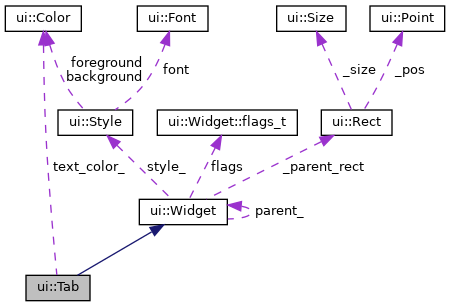 ui::Color
ui::Font
ui::Size
ui::Point
foreground
background
font
_size
_pos
ui::Style
ui::Widget::flags_t
ui::Rect
text_color_
style_
flags
_parent_rect
ui::Widget
parent_
ui::Tab